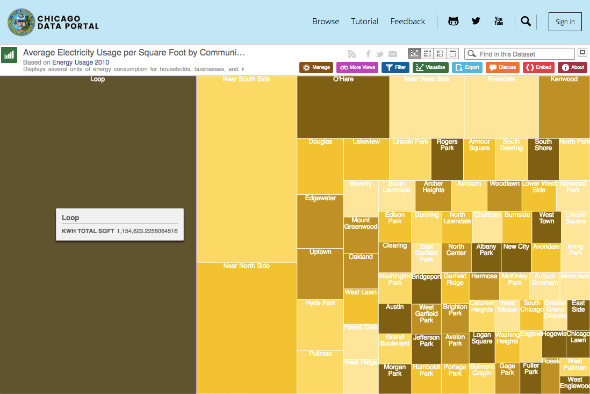 CHICAGO
DATA PORTAL
Browse
Tutorial
Feedback
Sign in
Average Electricity Usage per Square Foot by Communi...
Based on Energy Usage 2010
Displays several units of energy consumption for households, businesses, and
Find in this Dataset
Manage
More Views
Filter
Visualize
Export
Discuss
Embed
About
Loop
Near South Side
O'Hare
Near West Side
Riverdale
Kenwood
Douglas
Lakeview
Lincoln Park
Rogers
Park
Armour
Square
South
Deering
South
Shore
North Park
Beverly
South
Lawndale
Archer
Heights
Ashburn
Woodlawn
Lower West
Side
Norwood
Park
Edgewater
Mount
Greenwood
Edison
Park
Dunning
North
Lawndale
Chatham
Burnside
West
Town
Lincoln
Square
Loop
KWH TOTAL SQFT 1,154,623.2258064516
Uptown
Oakland
Clearing
East
Garfield
Park
North
Center
Albany
Park
New City
Avondale
Irving
Park
Near North Side
Washington
Park
Bridgeport
Garfield
Ridge
Hermosa
McKinley
Park
Auburn
Gresham
Hyde Park
West Lawn
Austin
West
Garfield
Park
Brighton
Park
Calumet
Heights
West
South
Chicago
Greater
Grand
Crossing
East
Side
Forest Glen
Grand
Boulevard
Jefferson
Park
Avalon
Park
Logan
Square
Washington
Heights
Hegewisch
Chicago
Lawn
Pullman
West Ridge
Morgan
Park
Humboldt
Park
Portage
Park
Belmont
Cragin
Gage
Park
Fuller
Park
West
Pullman
West
Englewood